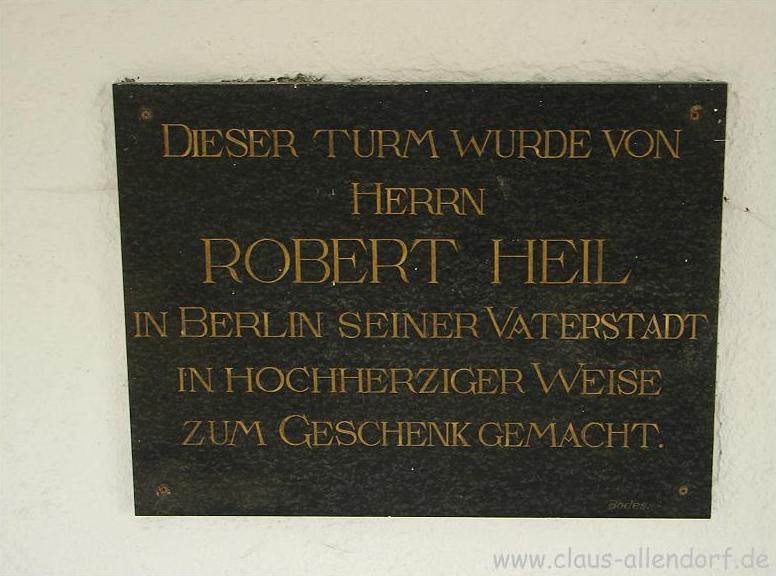 DIESER TURM WURDE VON
HERRN
ROBERT HEIL
IN BERLIN SEINER VATERSTADT
IN HOCHHERZIGER WEISE
ZUM GESCHENK GEMACHT.
www.claus-allendorf.de